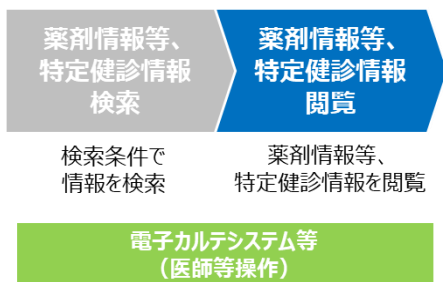 薬剤情報等、
特定健診情報
検索
薬剤情報等、
特定健診情報
閲覧
検索条件で
情報を検索
薬剤情報等、
特定健診情報を閲覧
電子カルテシステム等
（医師等操作）